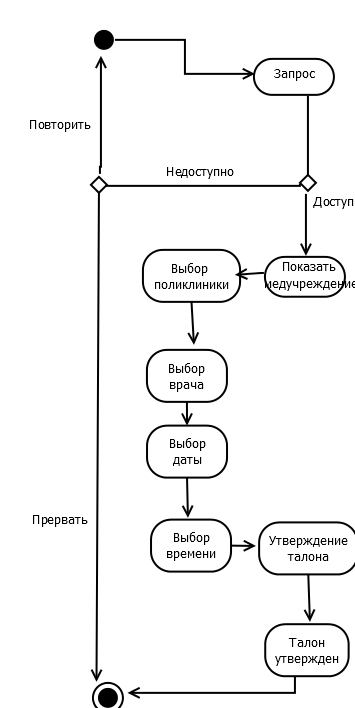 Запрос
Повторить
Недоступно
Доступ
Показать
медучреждение
Выбор
поликлиники
Выбор
врача
Выбор
даты
Прервать
Выбор
времени
Утверждение
талона
Талон
утвержден